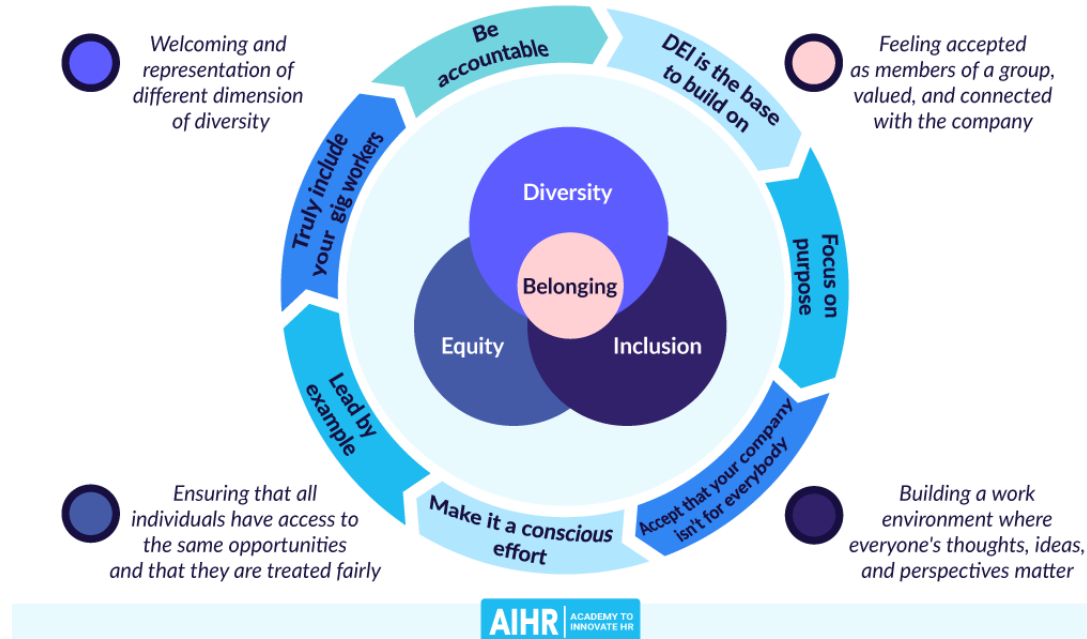 Welcoming and
representation of
different dimension
of diversity
Be
accountable
DEI is the base
to build on
Feeling accepted
as members of a group,
valued, and connected
with the company
Truly include
your gig workers
Focus on
purpose
Diversity
Belonging
Equity
Inclusion
Lead by
example
Make it a conscious
effort
Accept that your company
isn't for everybody
Ensuring that all
individuals have access to
the same opportunities
and that they are treated fairly
Building a work
environment where
everyone's thoughts, ideas,
and perspectives matter
AIHR
ACADEMY TO
INNOVATE HR